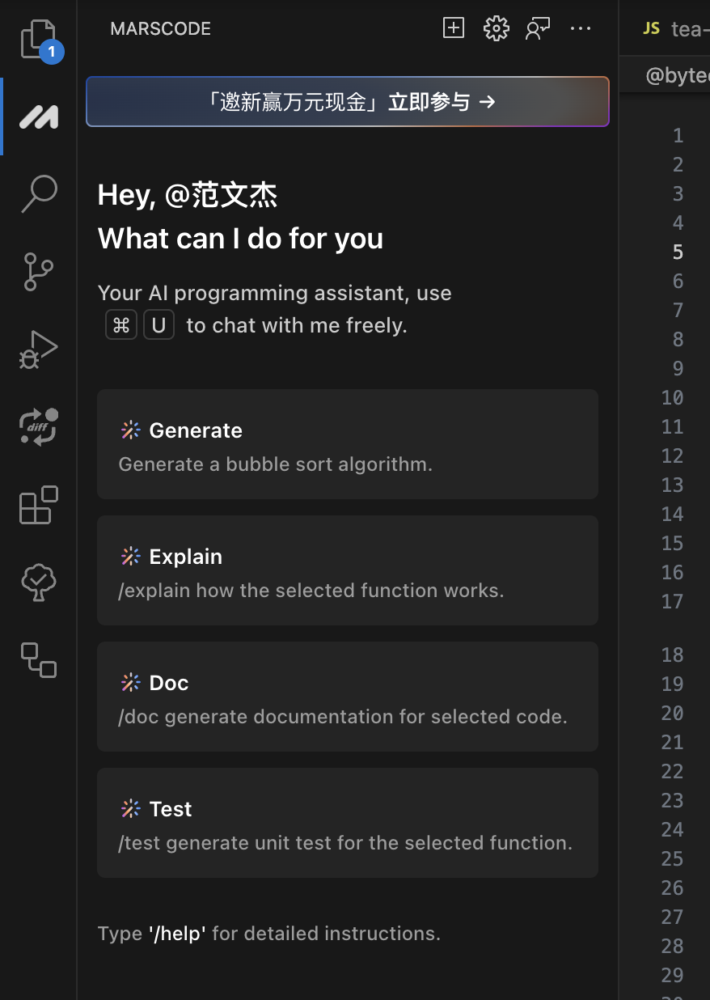 MARSCODE
1
「邀新赢万元现金」立即参与 →
Hey, @范文杰
What can I do for you
Your AI programming assistant, use
⌘ U to chat with me freely.
Generate
Generate a bubble sort algorithm.
Explain
/explain how the selected function works.
Doc
/doc generate documentation for selected code.
Test
/test generate unit test for the selected function.
Type '/help' for detailed instructions.
diff
JS tea-
@byte
1
2
3
4
5
6
7
8
9
10
11
12
13
14
15
16
17
18
19
20
21
22
23
24
25
26
27
28
29